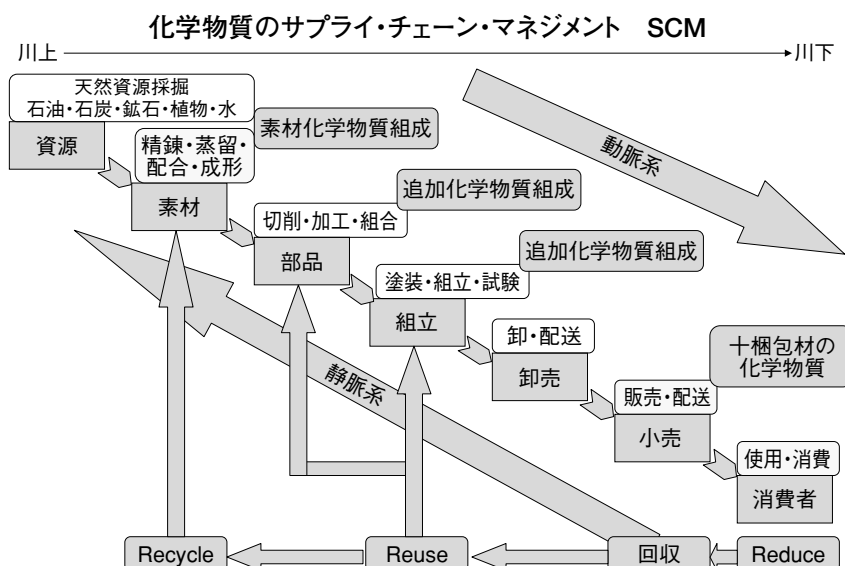 化学物質のサプライ・チェーン・マネジメント SCM
川上
川下
天然資源採掘
石油・石炭・鉱石・植物・水
資源
精錬・蒸留・
配合・成形
素材化学物質組成
素材
切削・加工・組合
追加化学物質組成
部品
塗装・組立・試験
追加化学物質組成
組立
動脈系
静脈系
卸・配送
卸売
十梱包材の
化学物質
販売・配送
小売
使用・消費
消費者
Recycle
Reuse
回収
Reduce